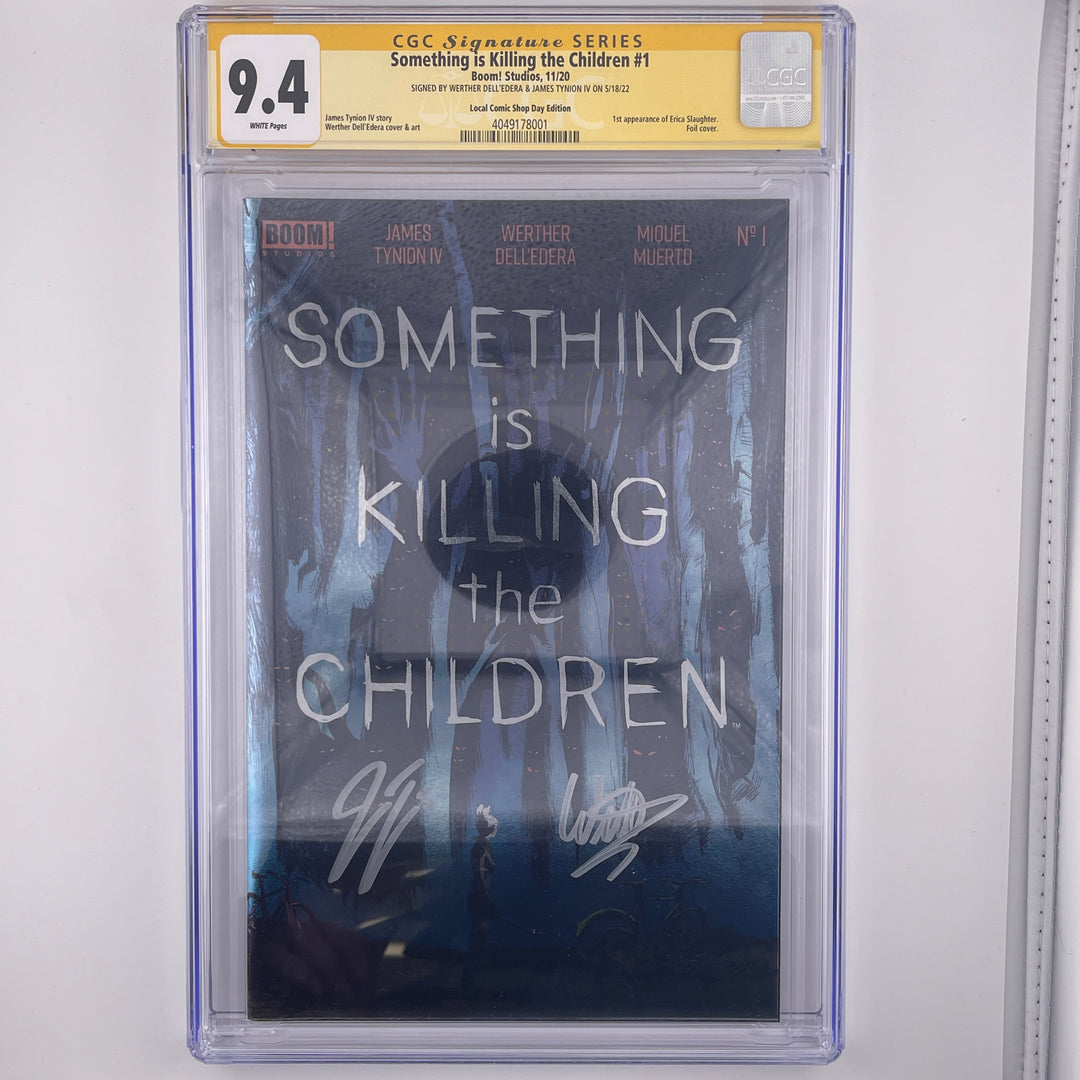 CGC Signature SERIES
Something is Killing the Children #1
Boom! Studios, 11/20
SIGNED BY WERTHER DELL'EDERA & JAMES TYNION IV ON 5/18/22
Local Comic Shop Day Edition
4049178001
9.4
WHITE Pages
James Tynion IV story
Werther Dell'Edera cover & art
1st appearance of Erica Slaughter.
Foil cover.
CGC
BOOM!
STUDIOS
JAMES
TYNION IV
WERTHER
DELL'EDERA
MIQUEL
MUERTO
Nº 1
SOMETHING
is
KILLING
the
CHILDREN
TM